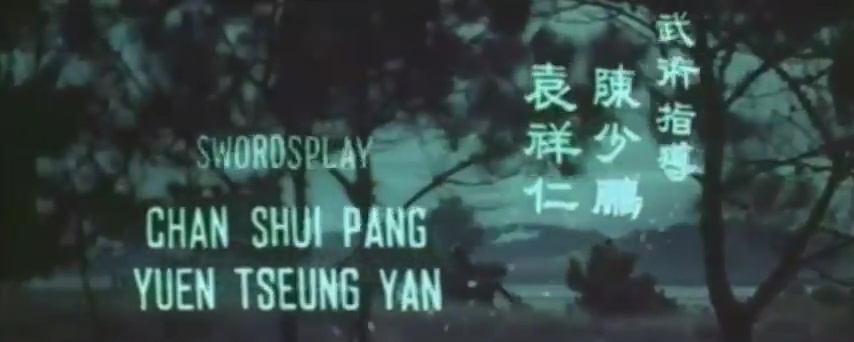 武術指導
陳少鵬
袁祥仁
SWORDSPLAY
CHAN SHUI PANG
YUEN TSEUNG YAN